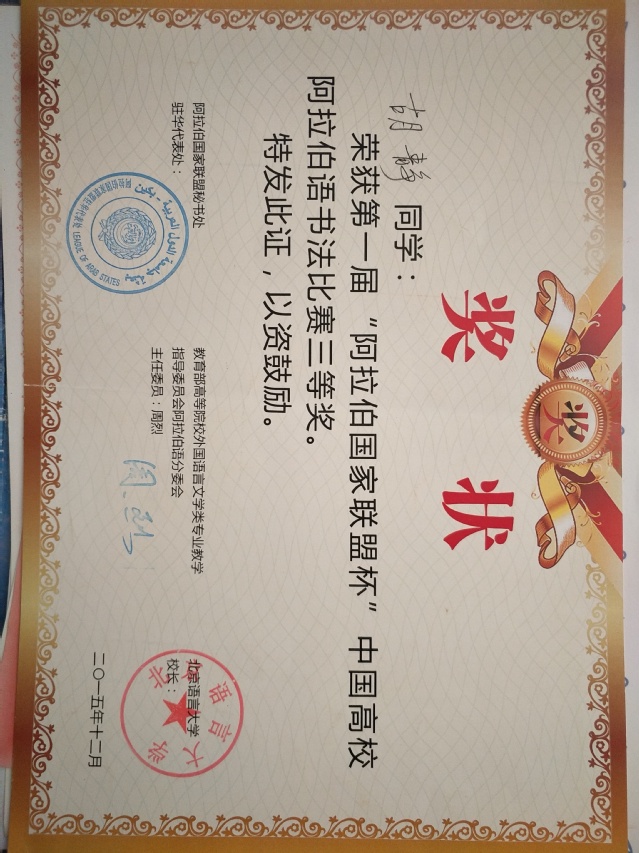 奖
奖 状
胡静 同学：
荣获第一届“阿拉伯国家联盟杯”中国高校
阿拉伯语书法比赛三等奖。
特发此证，以资鼓励。
阿拉伯国家联盟秘书处
驻华代表处：
LEAGUE OF ARAB STATES
教育部高等院校外国语言文学类专业教学
指导委员会阿拉伯语分委会
主任委员：周烈
周烈
北京语言大学
校长：
二〇一五年十二月